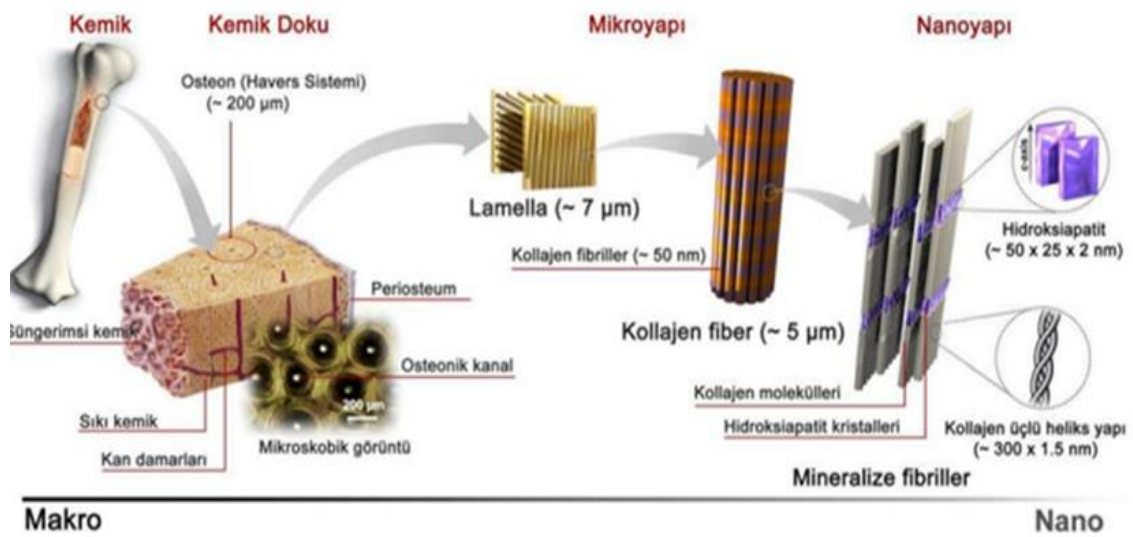 Kemik
Kemik Doku
Mikroyapı
Nanoyapı
Osteon (Havers Sistemi)
(~ 200 µm)
Lamella (~ 7 µm)
Kollajen fibriller (~ 50 nm)
Kollajen fiber (~ 5 µm)
c-axis
Hidroksiapatit
(~ 50 x 25 x 2 nm)
Periosteum
Süngerimsi kemik
Osteonik kanal
200 µm
Sıkı kemik
Kan damarları
Mikroskobik görüntü
Kollajen molekülleri
Hidroksiapatit kristalleri
Kollajen üçlü heliks yapı
(~ 300 x 1.5 nm)
Mineralize fibriller
Makro
Nano